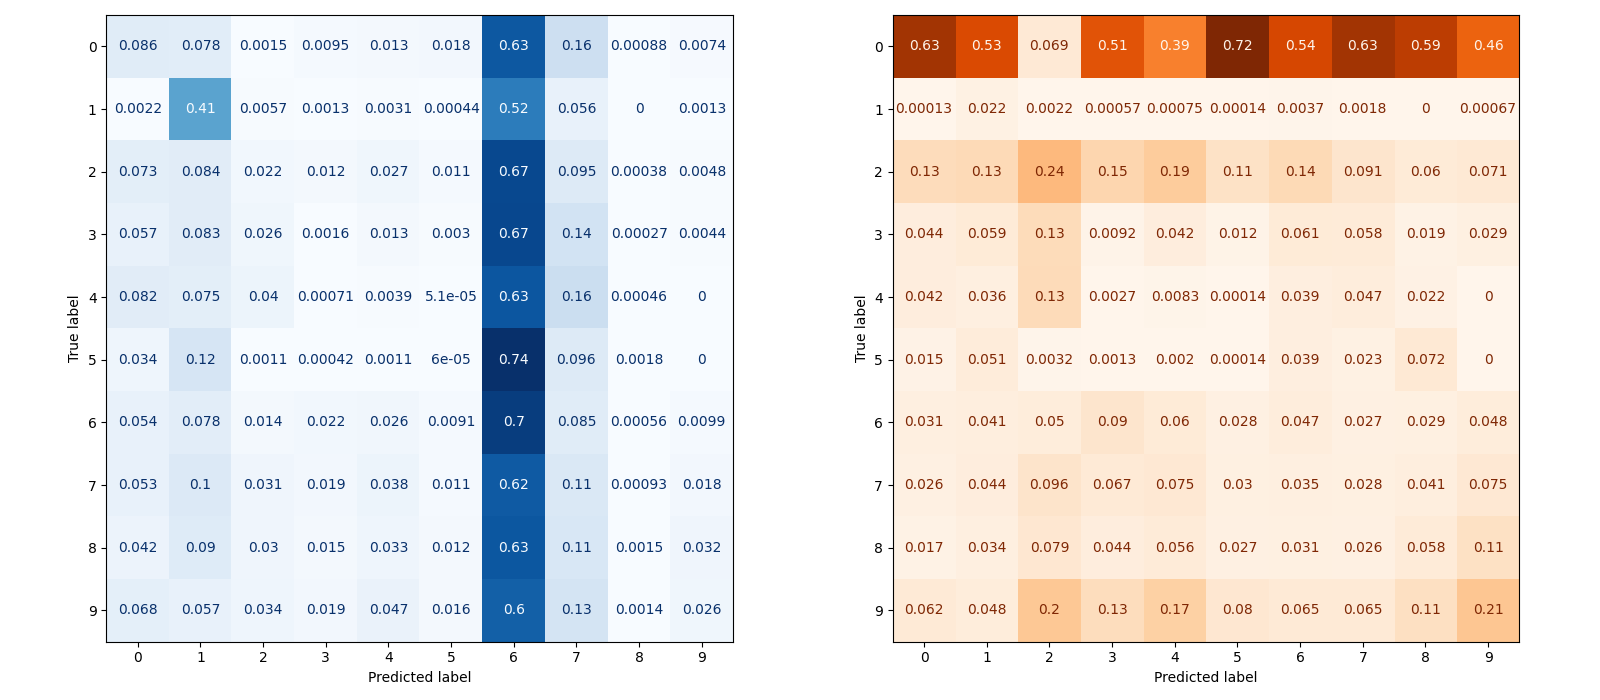 0 0.086 0.078 0.0015 0.0095 0.013 0.018 0.63 0.16 0.00088 0.0074
1 0.0022 0.41 0.0057 0.0013 0.0031 0.00044 0.52 0.056 0 0.0013
2 0.073 0.084 0.022 0.012 0.027 0.011 0.67 0.095 0.00038 0.0048
3 0.057 0.083 0.026 0.0016 0.013 0.003 0.67 0.14 0.00027 0.0044
4 0.082 0.075 0.04 0.00071 0.0039 5.1e-05 0.63 0.16 0.00046 0
5 0.034 0.12 0.0011 0.00042 0.0011 6e-05 0.74 0.096 0.0018 0
6 0.054 0.078 0.014 0.022 0.026 0.0091 0.7 0.085 0.00056 0.0099
7 0.053 0.1 0.031 0.019 0.038 0.011 0.62 0.11 0.00093 0.018
8 0.042 0.09 0.03 0.015 0.033 0.012 0.63 0.11 0.0015 0.032
9 0.068 0.057 0.034 0.019 0.047 0.016 0.6 0.13 0.0014 0.026
0 1 2 3 4 5 6 7 8 9
True label
Predicted label
0 0.63 0.53 0.069 0.51 0.39 0.72 0.54 0.63 0.59 0.46
1 0.00013 0.022 0.0022 0.00057 0.00075 0.00014 0.0037 0.0018 0 0.00067
2 0.13 0.13 0.24 0.15 0.19 0.11 0.14 0.091 0.06 0.071
3 0.044 0.059 0.13 0.0092 0.042 0.012 0.061 0.058 0.019 0.029
4 0.042 0.036 0.13 0.0027 0.0083 0.00014 0.039 0.047 0.022 0
5 0.015 0.051 0.0032 0.0013 0.002 0.00014 0.039 0.023 0.072 0
6 0.031 0.041 0.05 0.09 0.06 0.028 0.047 0.027 0.029 0.048
7 0.026 0.044 0.096 0.067 0.075 0.03 0.035 0.028 0.041 0.075
8 0.017 0.034 0.079 0.044 0.056 0.027 0.031 0.026 0.058 0.11
9 0.062 0.048 0.2 0.13 0.17 0.08 0.065 0.065 0.11 0.21
0 1 2 3 4 5 6 7 8 9
True label
Predicted label